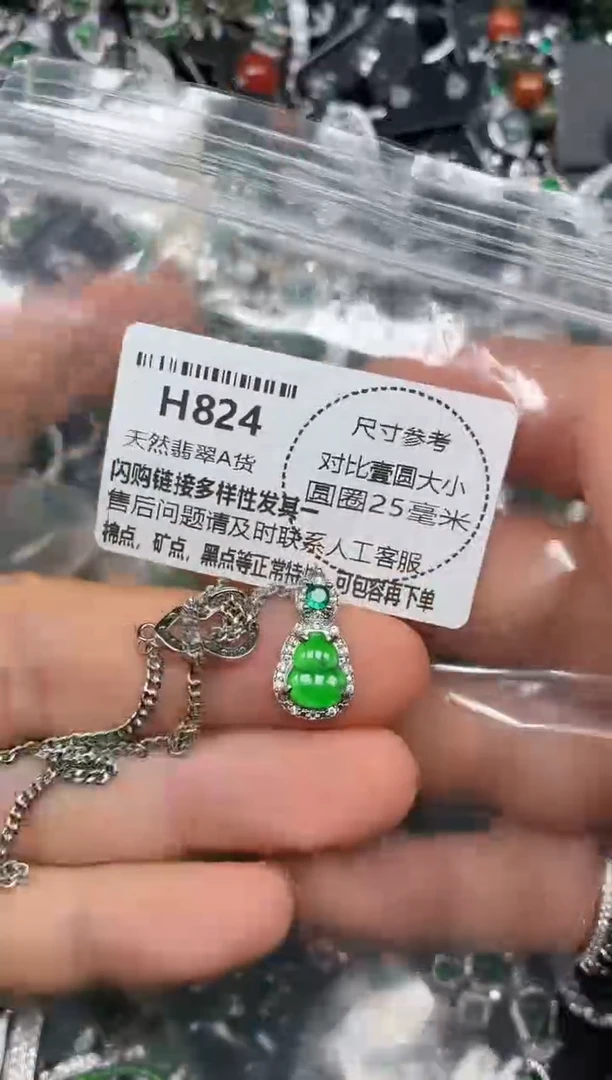 H824
天然翡翠A货
闪购链接多样性发其一
售后问题请及时联系人工客服
棉点，矿点，黑点等正常特 可包容再下单
尺寸参考
对比壹圆大小
圆圈25毫米